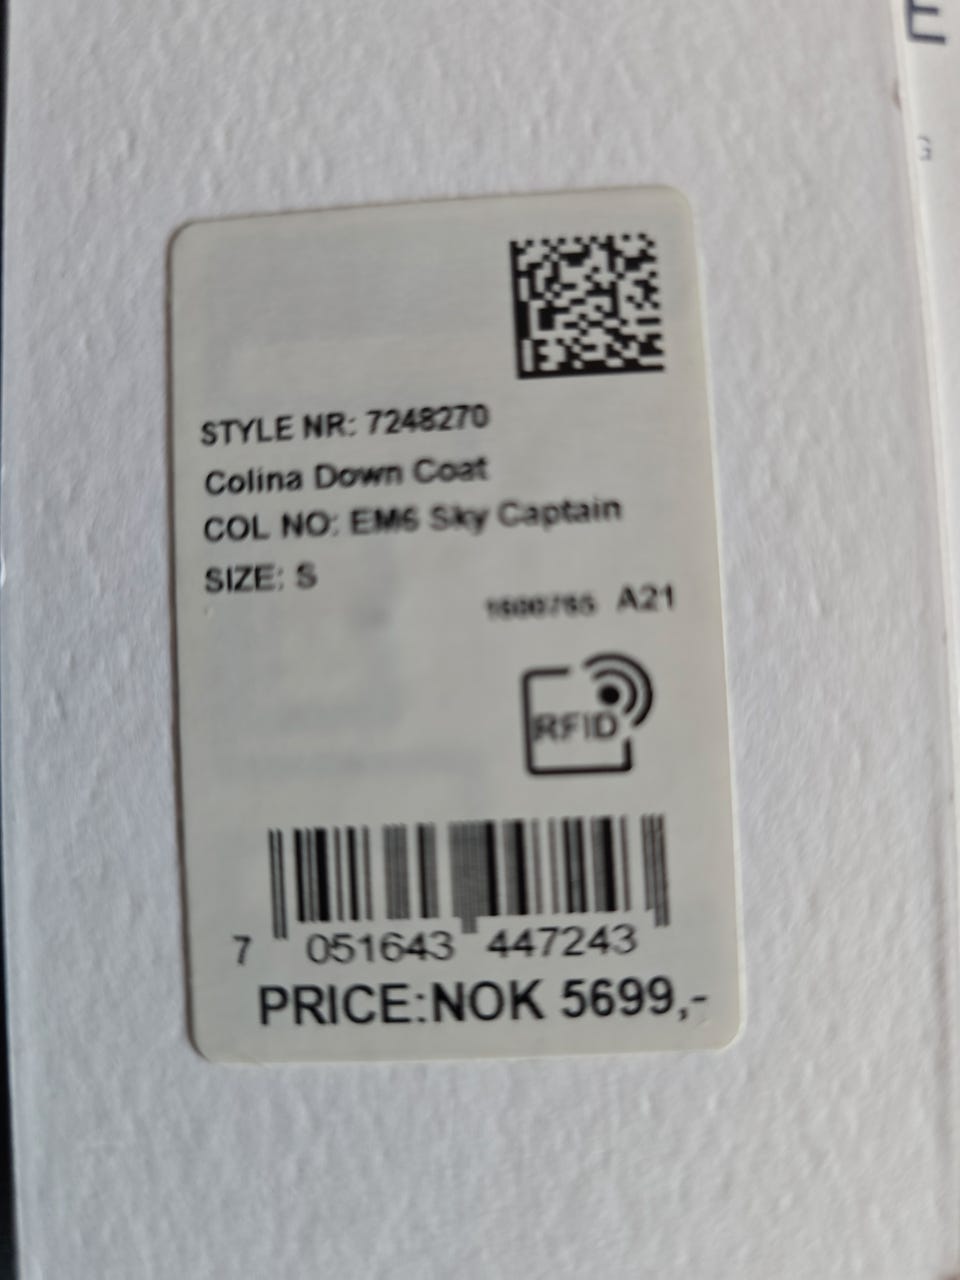 E
G
STYLE NR: 7248270
Colina Down Coat
COL NO: EM6 Sky Captain
SIZE: S
A21
RFID
7 051643 447243
PRICE:NOK 5699,-